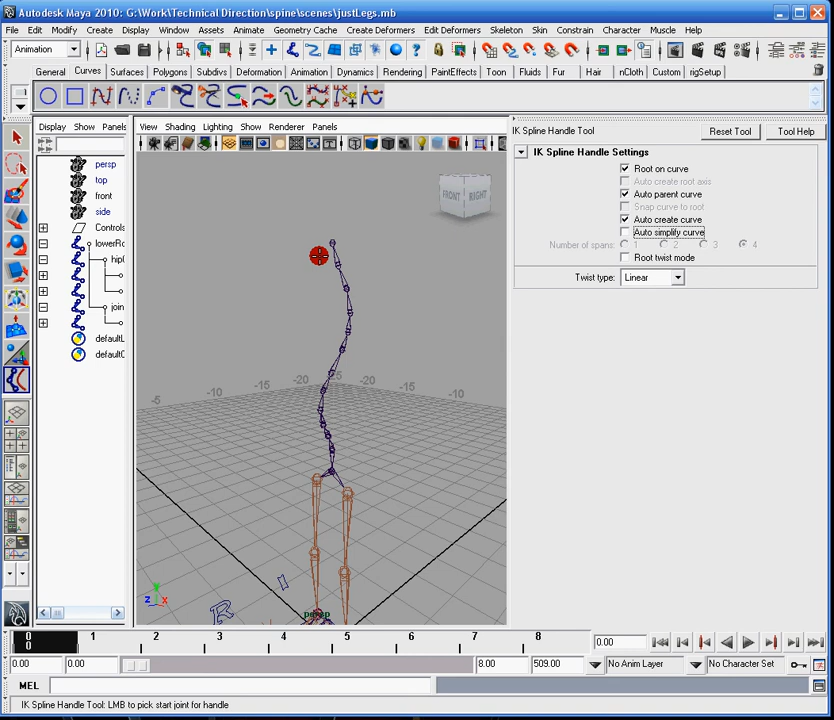 Autodesk Maya 2010: G:\Work\Technical Direction\spine\scenes\justLegs.mb
File Edit Modify Create Display Window Assets Animate Geometry Cache Create Deformers Edit Deformers Skeleton Skin Constrain Character Muscle Help
Animation
General Curves Surfaces Polygons Subdivs Deformation Animation Dynamics Rendering PaintEffects Toon Fluids Fur Hair nCloth Custom rigSetup
Display Show Panels
View Shading Lighting Show Renderer Panels
IK Spline Handle Tool
Reset Tool
Tool Help
IK Spline Handle Settings
Root on curve
Auto create root axis
Auto parent curve
Snap curve to root
Auto create curve
Auto simplify curve
Number of spans: 1 2 3 4
Root twist mode
Twist type: Linear
persp
top
front
side
Controls
lowerRo
hipl
join
defaultL
defaultO
FRONT RIGHT
-5 -10 -15 -20 -25 -20 -15 -10
R
z x
persp
0 1 2 3 4 5 6 7 8
0
0.00
0.00 0.00 8.00 509.00 No Anim Layer No Character Set
MEL
IK Spline Handle Tool: LMB to pick start joint for handle